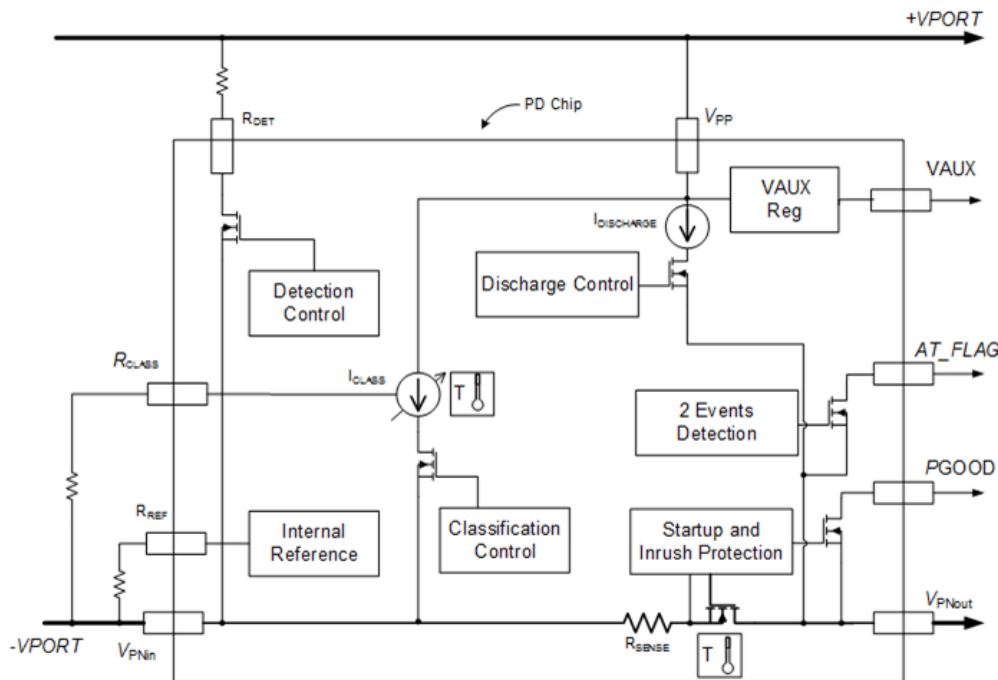 +VPORT
PD Chip
RDET
VPP
VAUX
VAUX
Reg
IDISCHARGE
Discharge Control
Detection
Control
AT_FLAG
RCLASS
ICLASS
T
2 Events
Detection
PGOOD
RREF
Internal
Reference
Classification
Control
Startup and
Inrush Protection
VPNout
-VPORT
VPNin
RSENSE
T